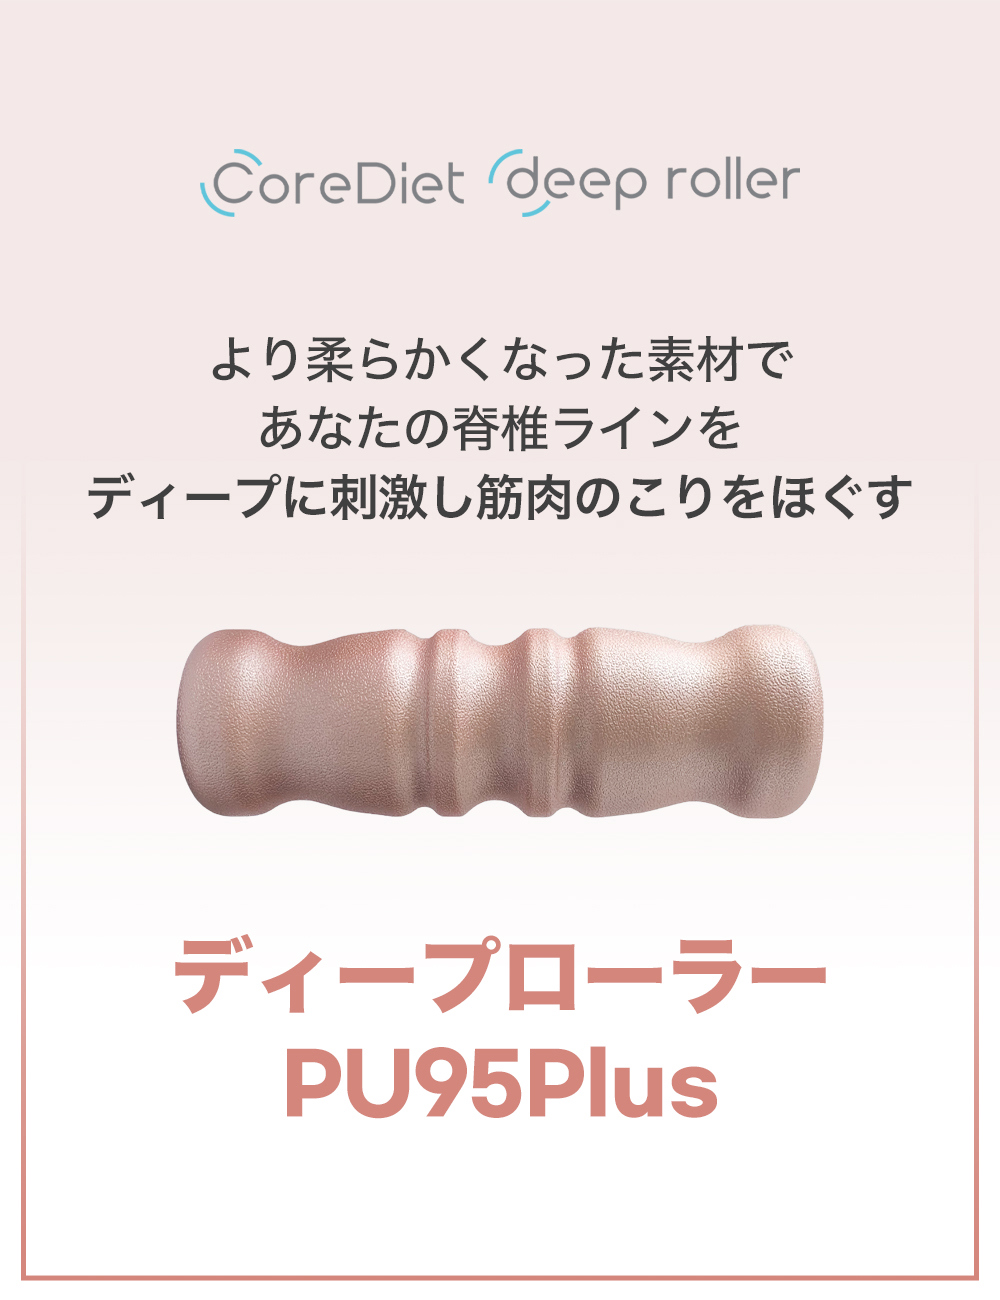 CoreDiet deep roller
より柔らかくなった素材で
あなたの脊椎ラインを
ディープに刺激し筋肉のこりをほぐす
ディープローラー
PU95Plus